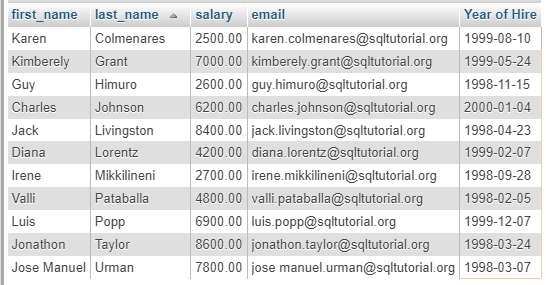 first_name last_name salary email Year of Hire
Karen Colmenares 2500.00 karen.colmenares@sqltutorial.org 1999-08-10
Kimberely Grant 7000.00 kimberely.grant@sqltutorial.org 1999-05-24
Guy Himuro 2600.00 guy.himuro@sqltutorial.org 1998-11-15
Charles Johnson 6200.00 charles.johnson@sqltutorial.org 2000-01-04
Jack Livingston 8400.00 jack.livingston@sqltutorial.org 1998-04-23
Diana Lorentz 4200.00 diana.lorentz@sqltutorial.org 1999-02-07
Irene Mikkilineni 2700.00 irene.mikkilineni@sqltutorial.org 1998-09-28
Valli Pataballa 4800.00 valli.pataballa@sqltutorial.org 1998-02-05
Luis Popp 6900.00 luis.popp@sqltutorial.org 1999-12-07
Jonathon Taylor 8600.00 jonathon.taylor@sqltutorial.org 1998-03-24
Jose Manuel Urman 7800.00 jose manuel.urman@sqltutorial.org 1998-03-07